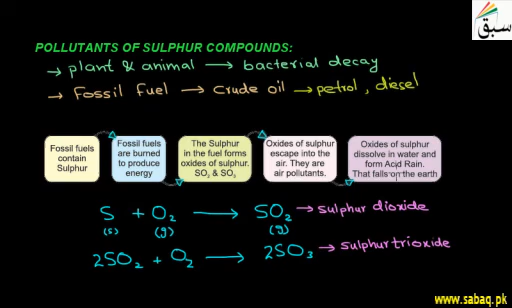 سبق
POLLUTANTS OF SULPHUR COMPOUNDS:
→ plant & animal → bacterial decay
→ Fossil fuel → crude oil → petrol, diesel
Fossil fuels
contain
Sulphur
Fossil fuels
are burned
to produce
energy
The Sulphur
in the fuel forms
oxides of sulphur.
SO₂ & SO₃
Oxides of sulphur
escape into the
air. They are
air pollutants.
Oxides of sulphur
dissolve in water and
form Acid Rain.
That falls on the earth
S + O₂ → SO₂ → sulphur dioxide
(s) (g) (g)
2SO₂ + O₂ → 2SO₃ → sulphur trioxide
www.sabaq.pk